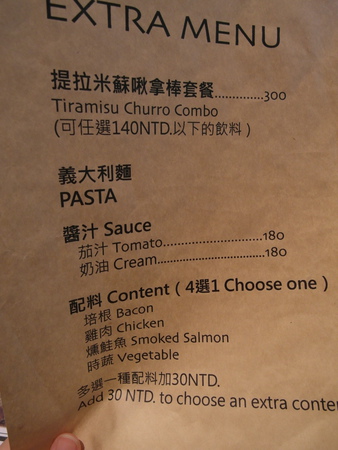 EXTRA MENU
提拉米蘇啾拿棒套餐..............300
Tiramisu Churro Combo
(可任選140NTD.以下的飲料)
義大利麵
PASTA
醬汁 Sauce
茄汁 Tomato...........................180
奶油 Cream.............................180
配料 Content ( 4選1 Choose one )
培根 Bacon
雞肉 Chicken
燻鮭魚 Smoked Salmon
時蔬 Vegetable
多選一種配料加30NTD.
Add 30 NTD. to choose an extra conte